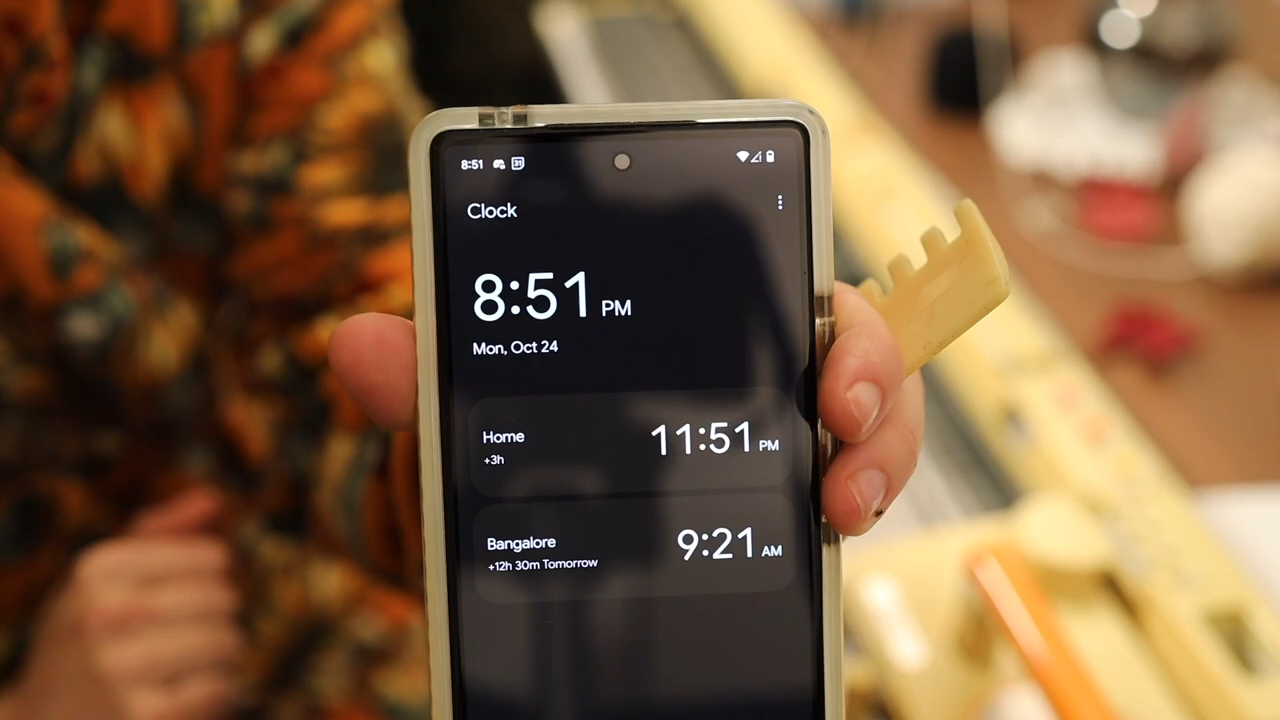 8:51 31
Clock
8:51 PM
Mon, Oct 24
Home
+3h
11:51 PM
Bangalore
+12h 30m Tomorrow
9:21 AM